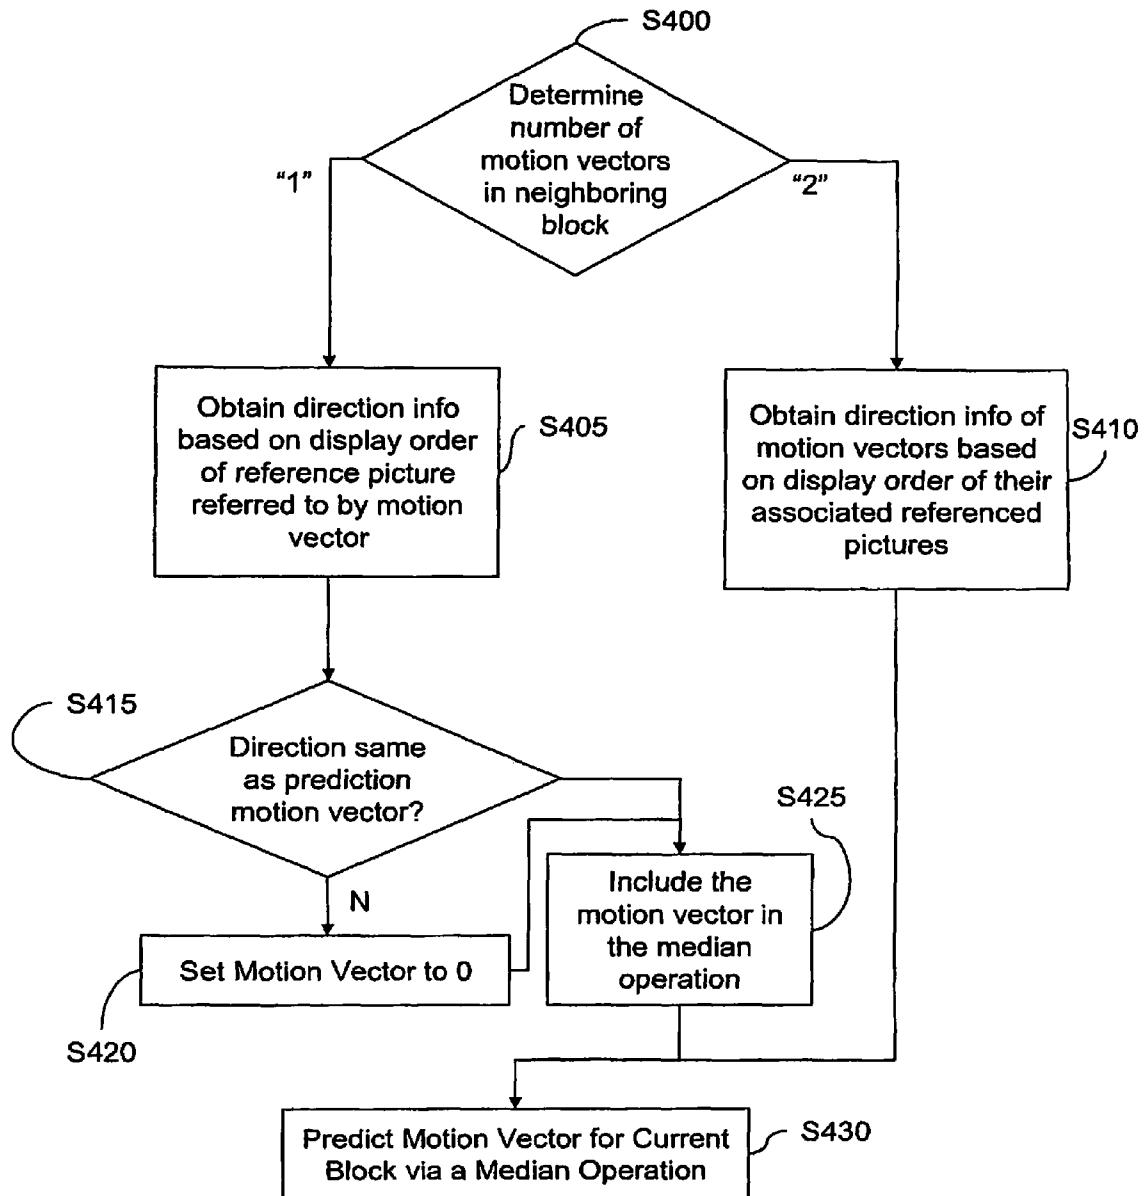 S400
Determine
number of
motion vectors
in neighboring
block
“1”
“2”
Obtain direction info
based on display order
of reference picture
referred to by motion
vector
S405
Obtain direction info of
motion vectors based
on display order of their
associated referenced
pictures
S410
S415
Direction same
as prediction
motion vector?
N
S425
Include the
motion vector in
the median
operation
Set Motion Vector to 0
S420
Predict Motion Vector for Current
Block via a Median Operation
S430